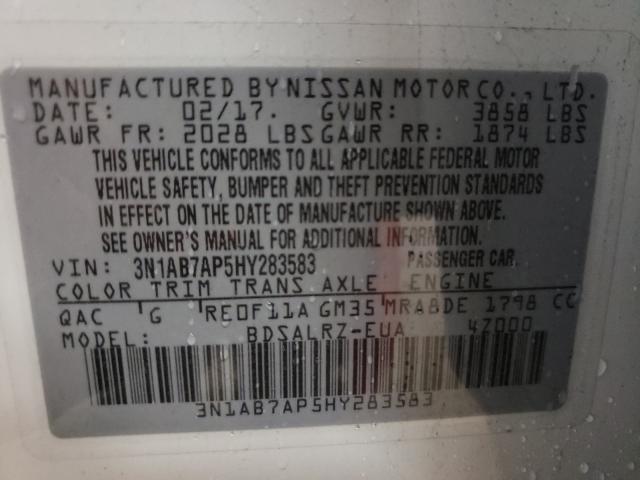 MANUFACTURED BY NISSAN MOTOR CO., LTD.
DATE: 02/17. GVWR: 3858 LBS
GAWR FR: 2028 LBS GAWR RR: 1874 LBS
THIS VEHICLE CONFORMS TO ALL APPLICABLE FEDERAL MOTOR
VEHICLE SAFETY, BUMPER AND THEFT PREVENTION STANDARDS
IN EFFECT ON THE DATE OF MANUFACTURE SHOWN ABOVE.
SEE OWNER'S MANUAL FOR ADDITIONAL INFORMATION.
VIN: 3N1AB7AP5HY283583 PASSENGER CAR.
COLOR TRIM TRANS AXLE ENGINE
QAC G RE0F11A GM35 MRA8DE 1798 CC
MODEL: BDSALRZ-EUA 4Z000
3N1AB7AP5HY283583